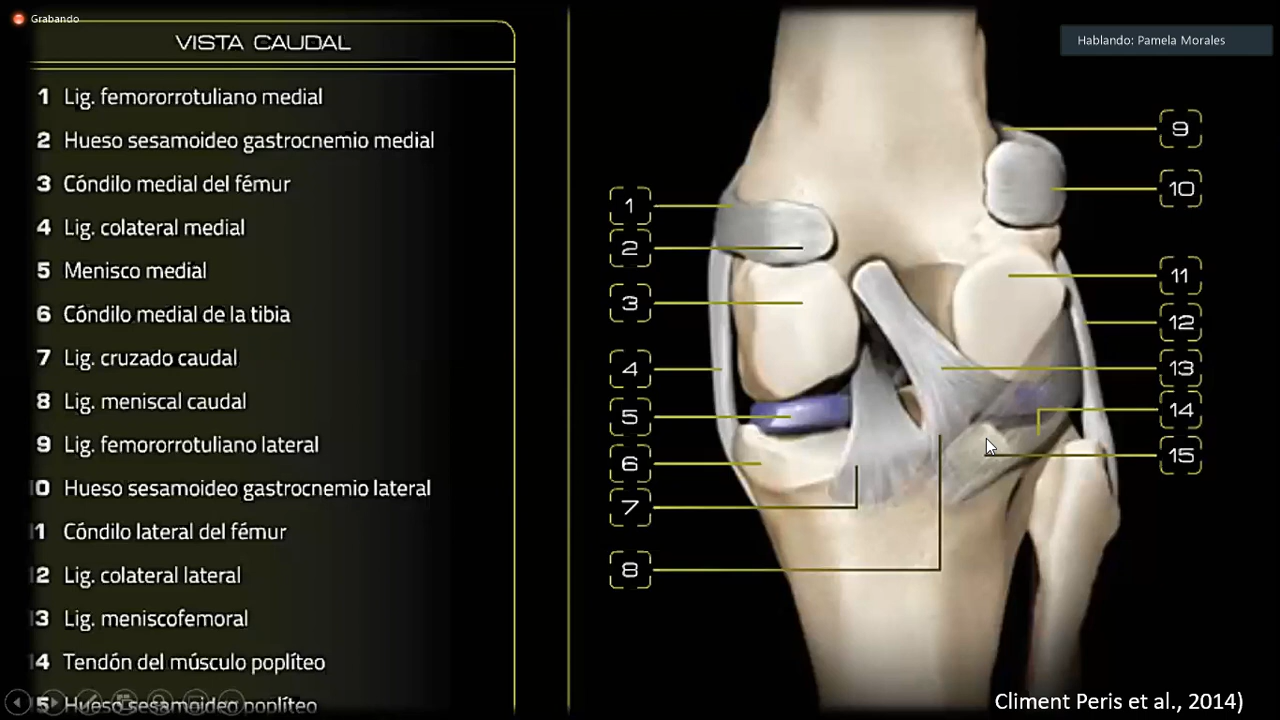 Grabando
Hablando: Pamela Morales
VISTA CAUDAL
1 Lig. femororrotuliano medial
2 Hueso sesamoideo gastrocnemio medial
3 Cóndilo medial del fémur
4 Lig. colateral medial
5 Menisco medial
6 Cóndilo medial de la tibia
7 Lig. cruzado caudal
8 Lig. meniscal caudal
9 Lig. femororrotuliano lateral
10 Hueso sesamoideo gastrocnemio lateral
11 Cóndilo lateral del fémur
12 Lig. colateral lateral
13 Lig. meniscofemoral
14 Tendón del músculo poplíteo
15 Hueso sesamoideo poplíteo
1
2
3
4
5
6
7
8
9
10
11
12
13
14
15
Climent Peris et al., 2014)